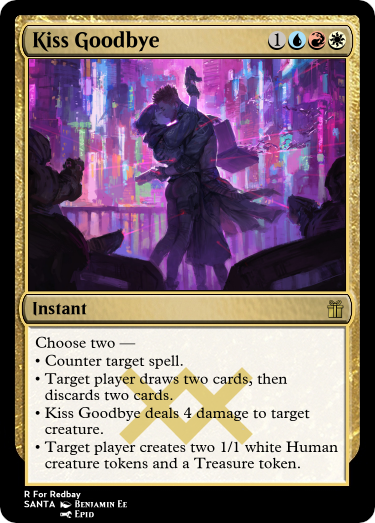 Kiss Goodbye 1
Instant
Choose two —
• Counter target spell.
• Target player draws two cards, then
discards two cards.
• Kiss Goodbye deals 4 damage to target
creature.
• Target player creates two 1/1 white Human
creature tokens and a Treasure token.
R For Redbay
SANTA Benjamin Ee
Epid